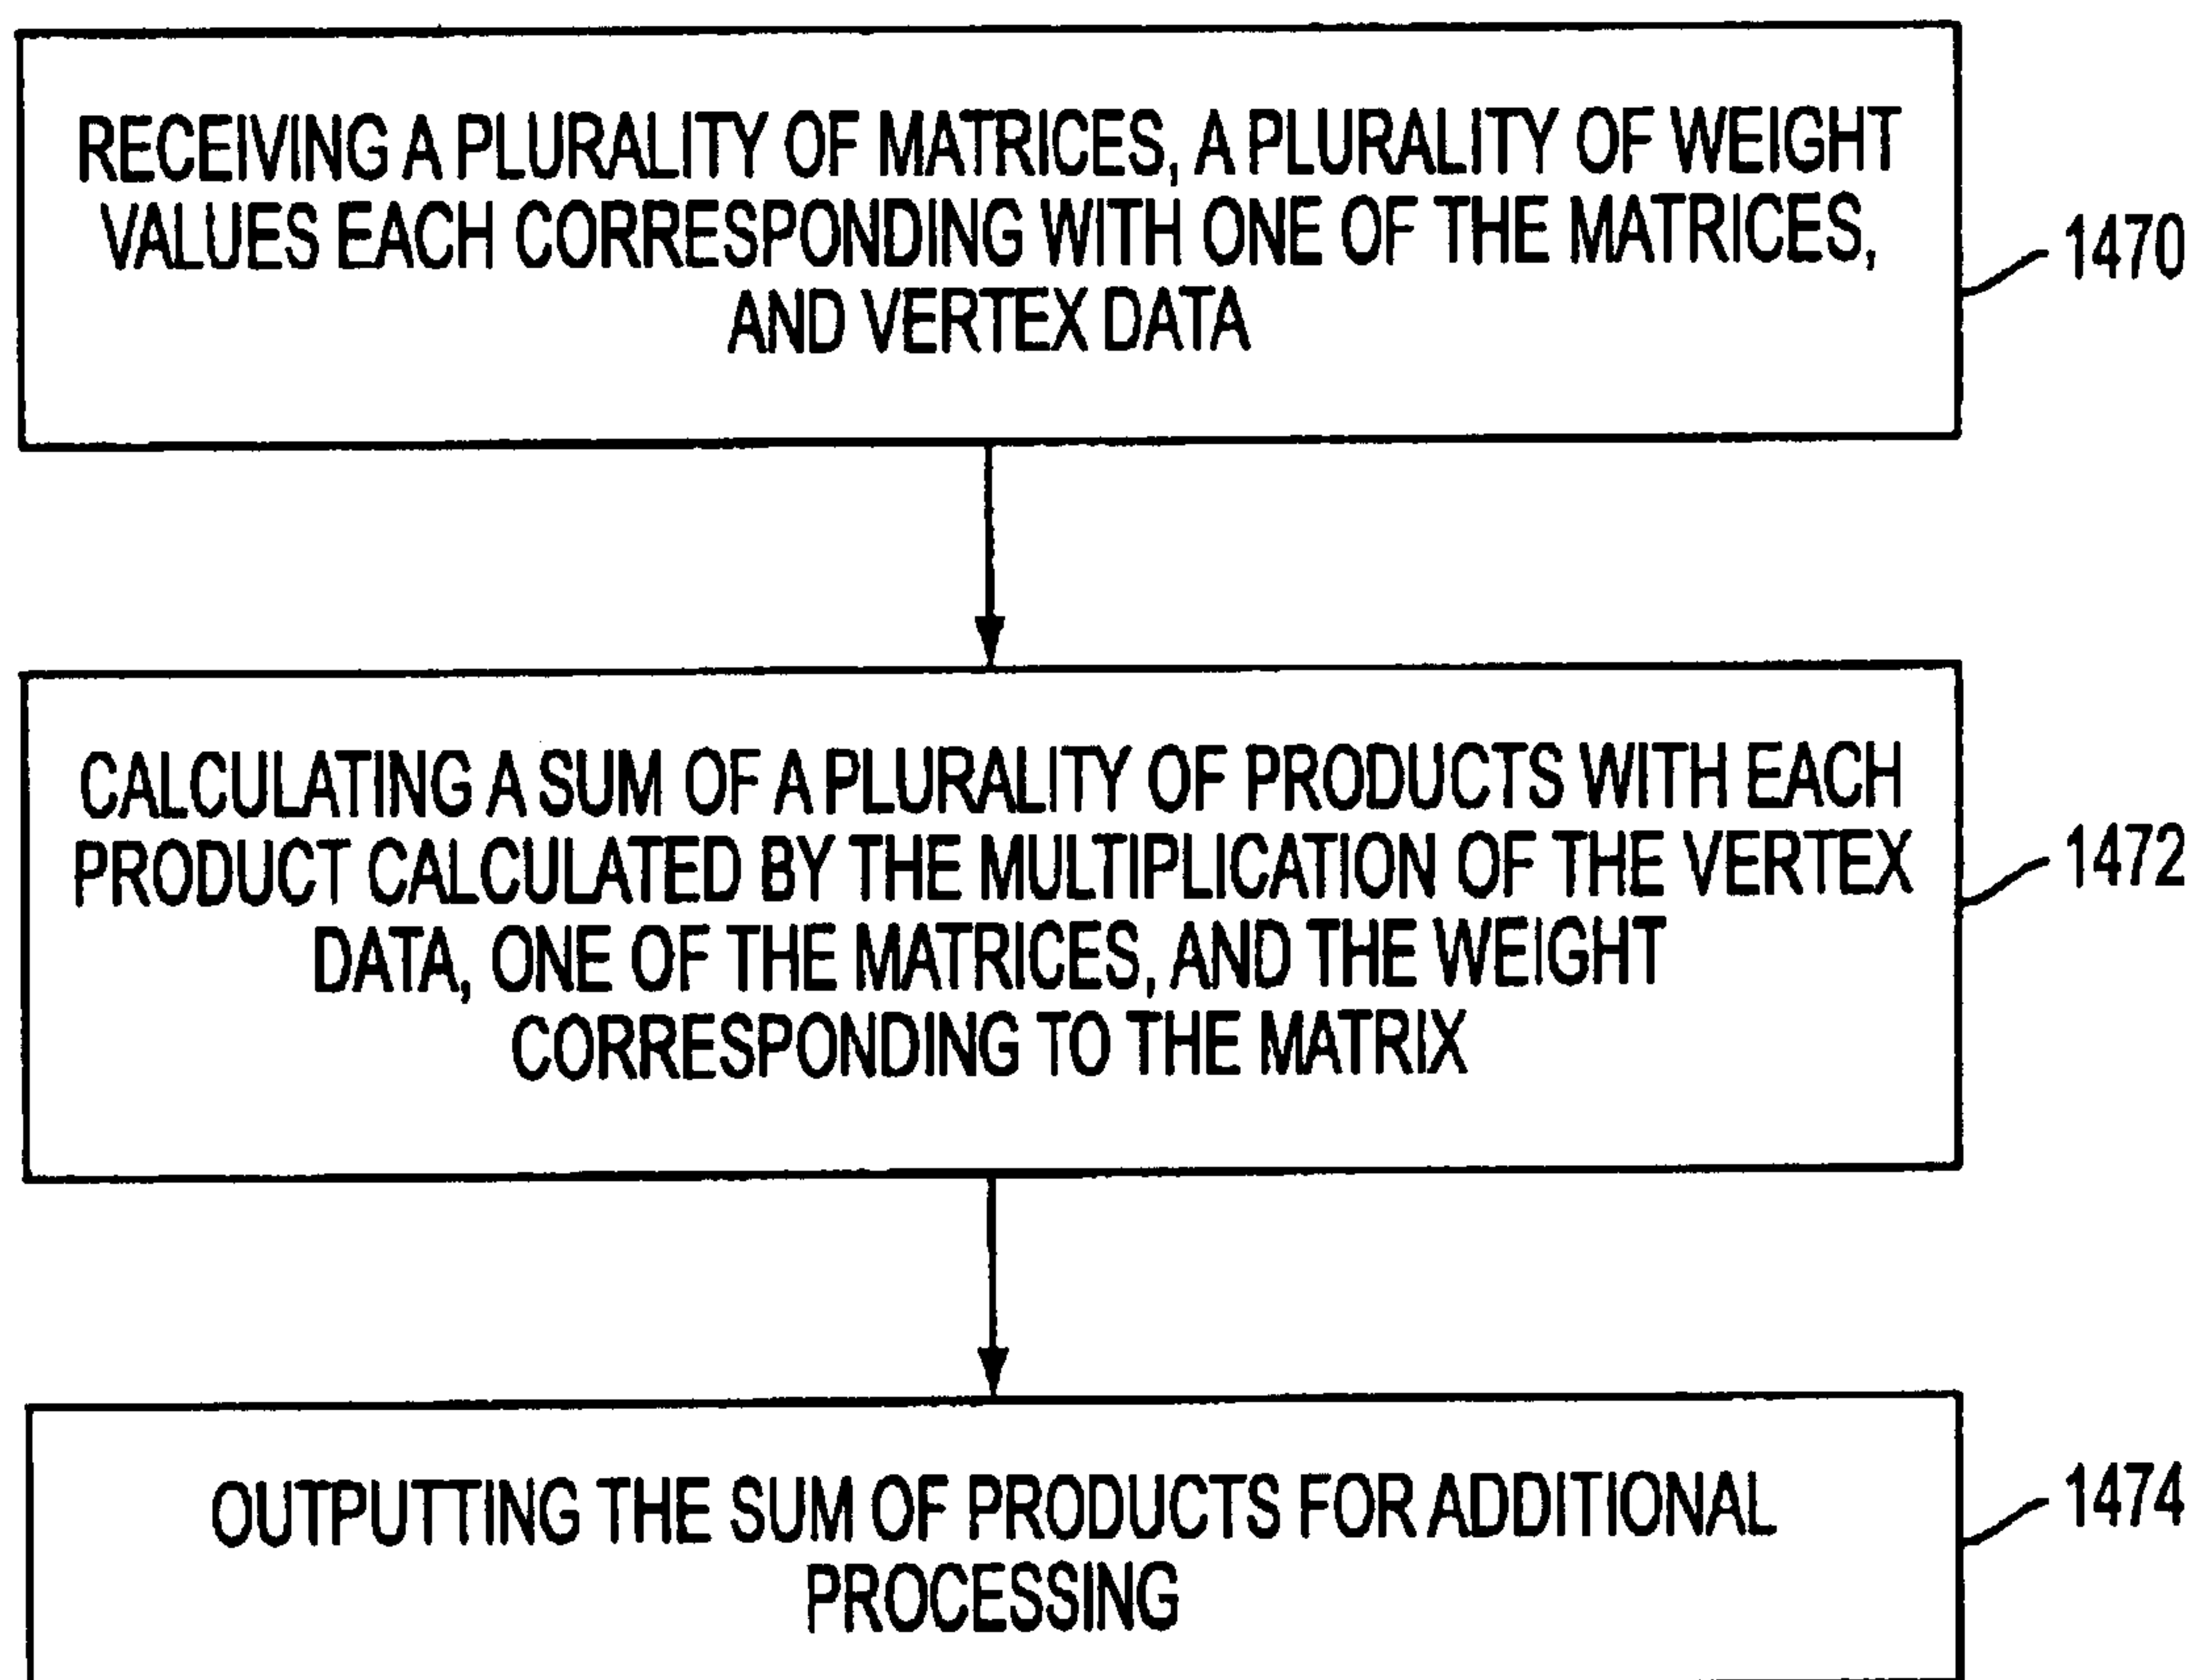 RECEIVING A PLURALITY OF MATRICES, A PLURALITY OF WEIGHT
VALUES EACH CORRESPONDING WITH ONE OF THE MATRICES,
AND VERTEX DATA
1470
CALCULATING A SUM OF A PLURALITY OF PRODUCTS WITH EACH
PRODUCT CALCULATED BY THE MULTIPLICATION OF THE VERTEX
DATA, ONE OF THE MATRICES, AND THE WEIGHT
CORRESPONDING TO THE MATRIX
1472
OUTPUTTING THE SUM OF PRODUCTS FOR ADDITIONAL
PROCESSING
1474